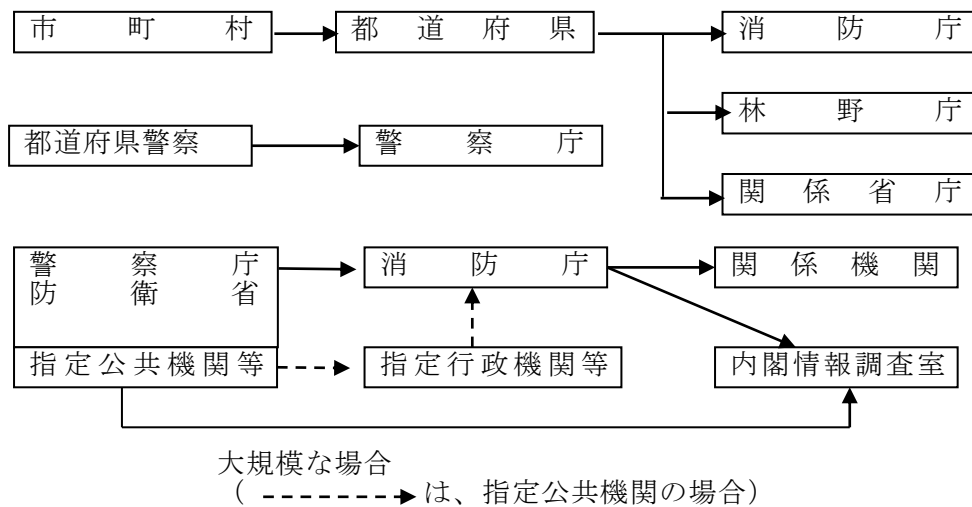 市町村
都道府県
消防庁
林野庁
都道府県警察
警察庁
関係省庁
警察庁
防衛省
消防庁
関係機関
指定公共機関等
指定行政機関等
内閣情報調査室
大規模な場合
（ は、指定公共機関の場合）